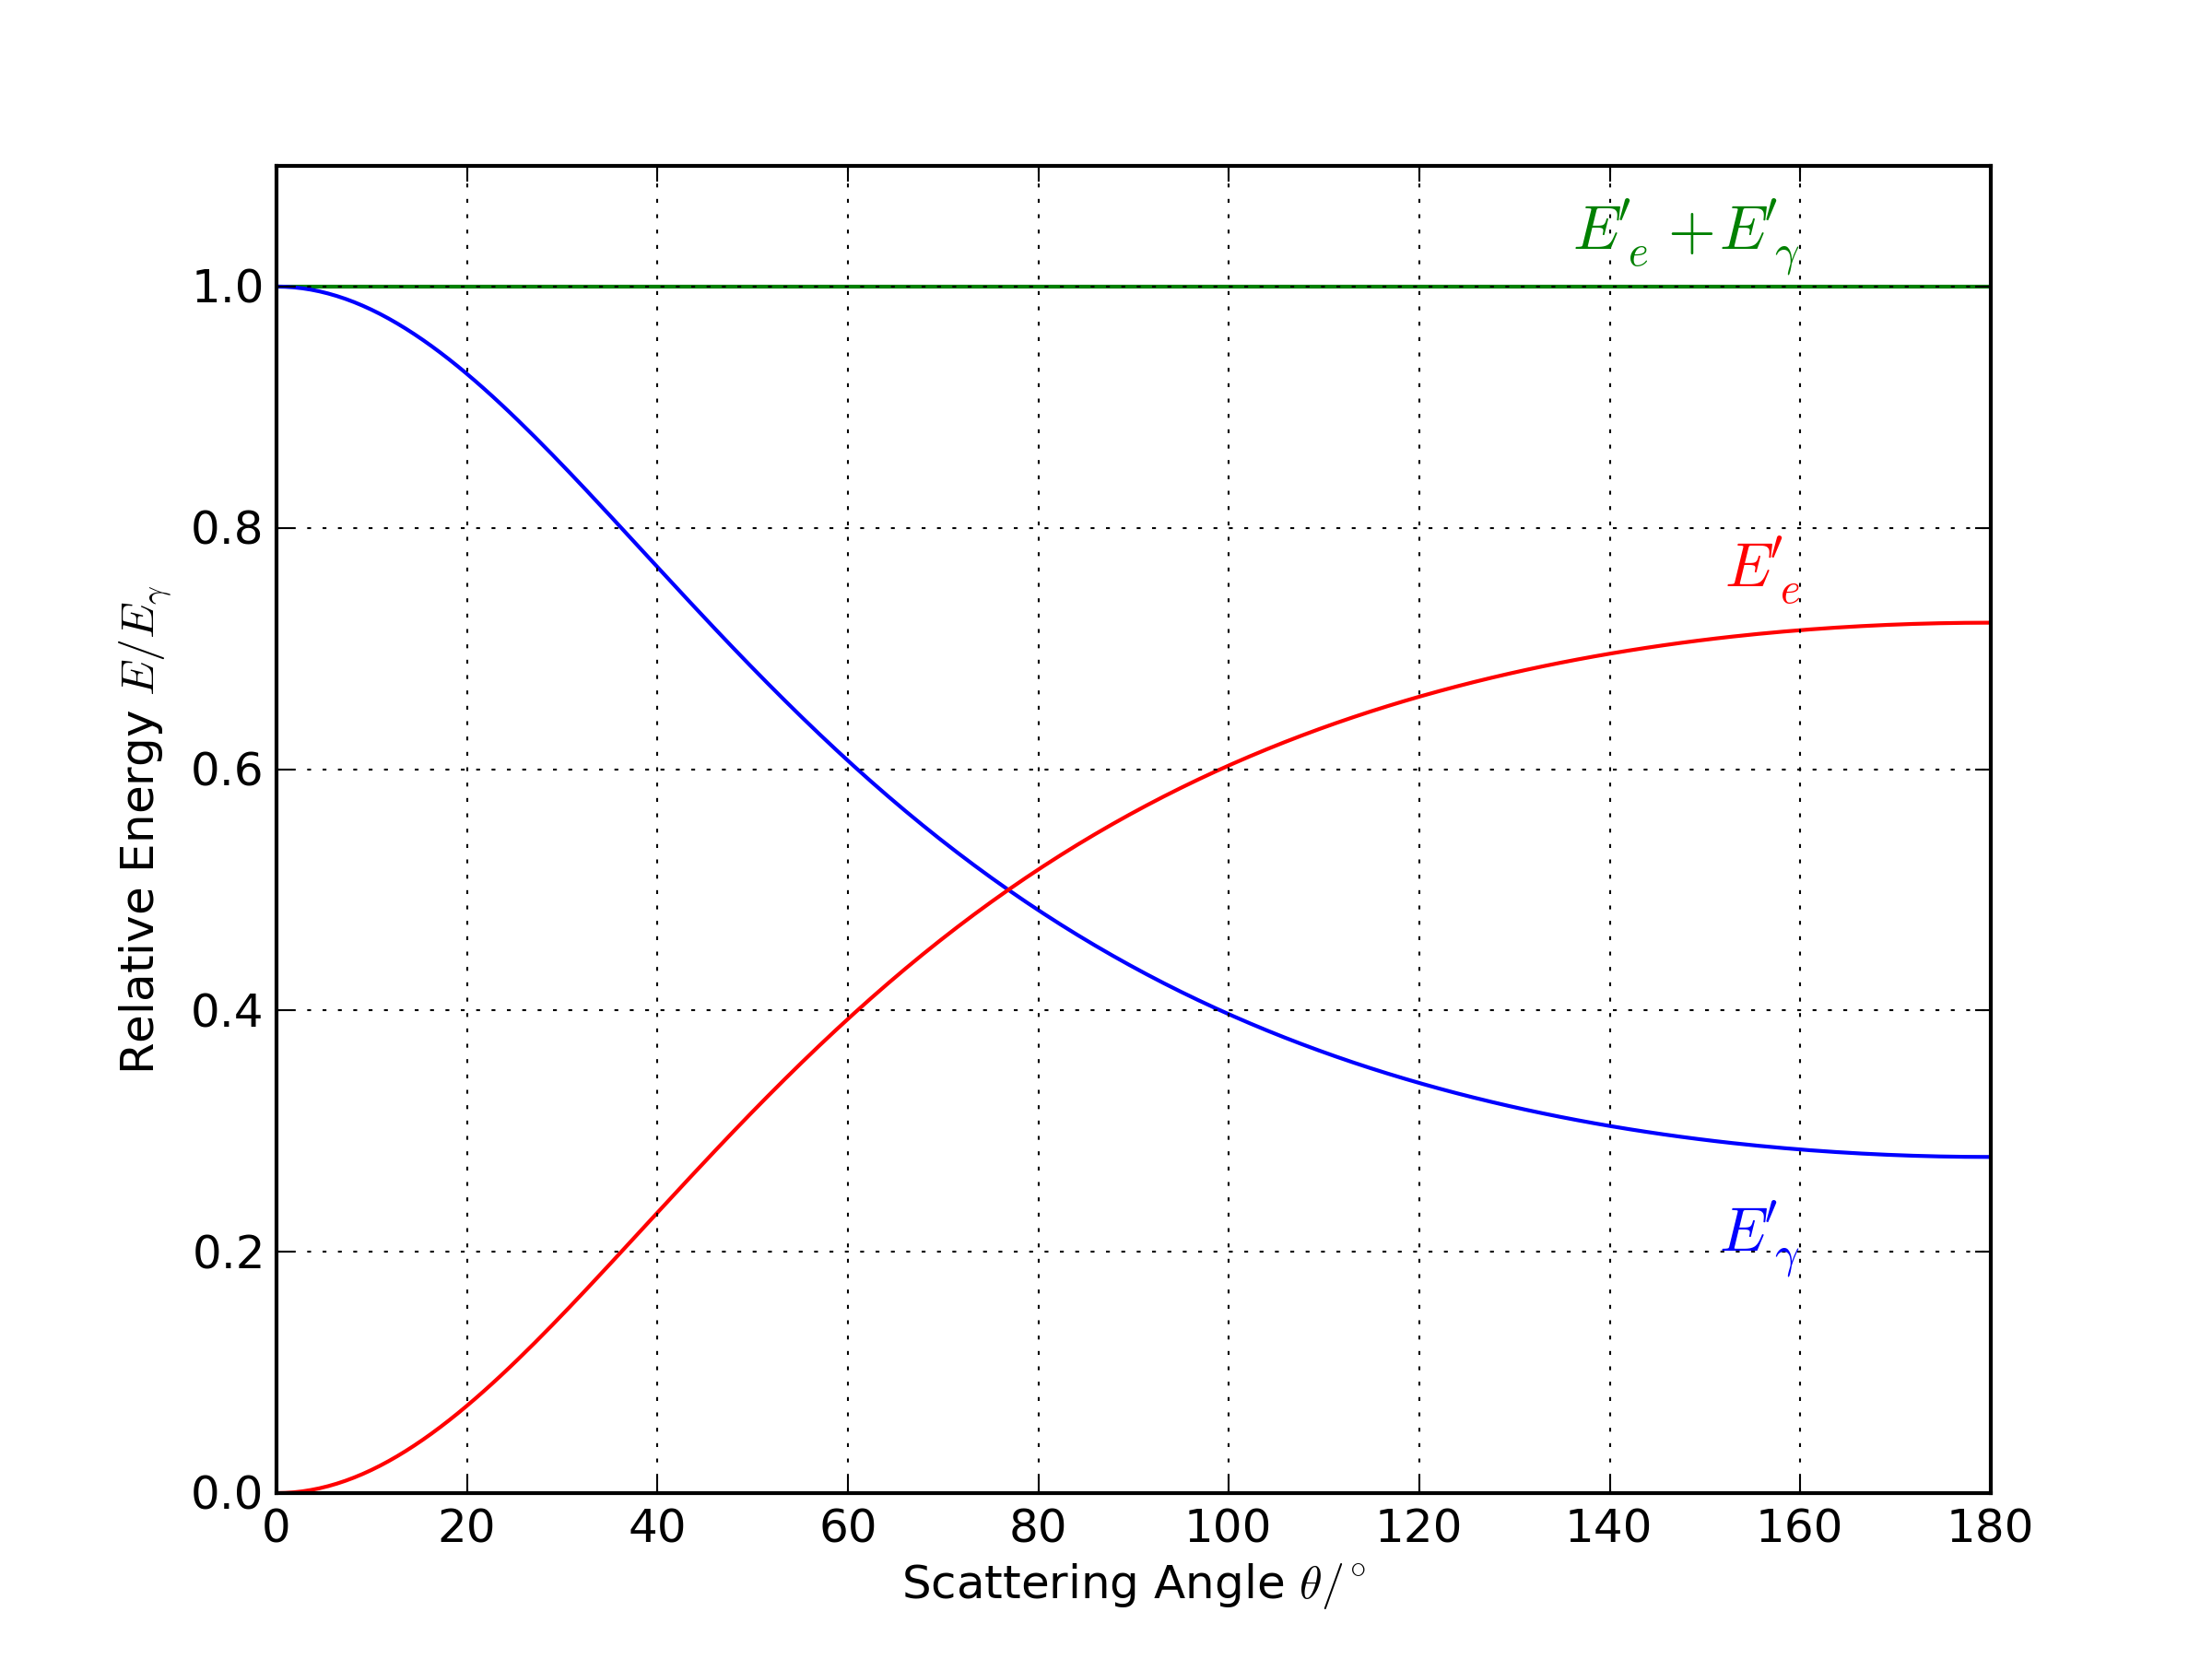 E′e + E′γ
1.0
0.8
E′e
Relative Energy E/Eγ
0.6
0.4
E′γ
0.2
0.0
0 20 40 60 80 100 120 140 160 180
Scattering Angle θ/°